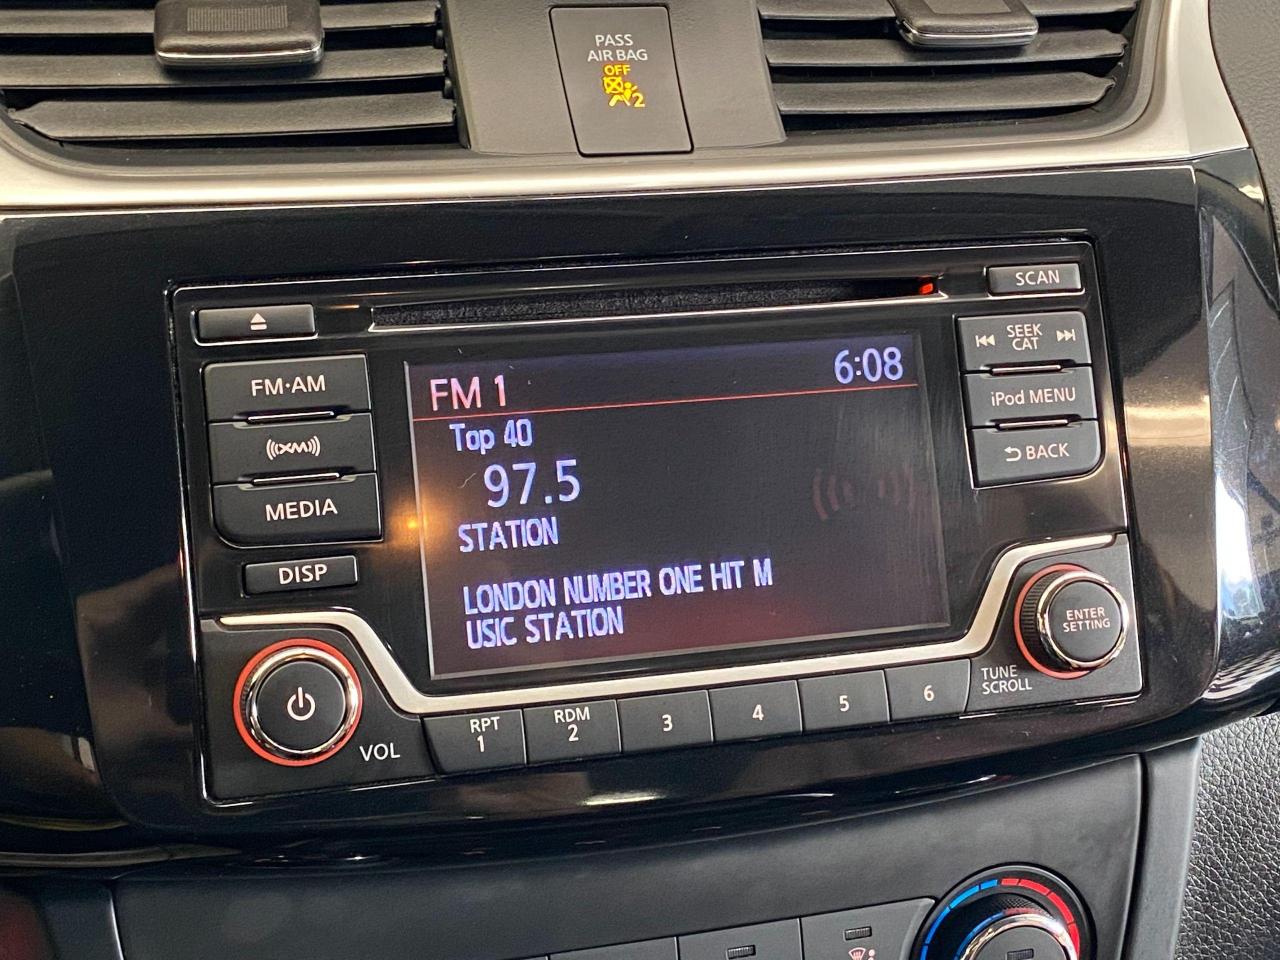 PASS
AIR BAG
OFF
2
SCAN
SEEK
CAT
FM·AM
iPod MENU
XM
BACK
MEDIA
DISP
FM 1
6:08
Top 40
97.5
STATION
LONDON NUMBER ONE HIT M
USIC STATION
ENTER
SETTING
TUNE
SCROLL
VOL
RPT
1
RDM
2
3
4
5
6